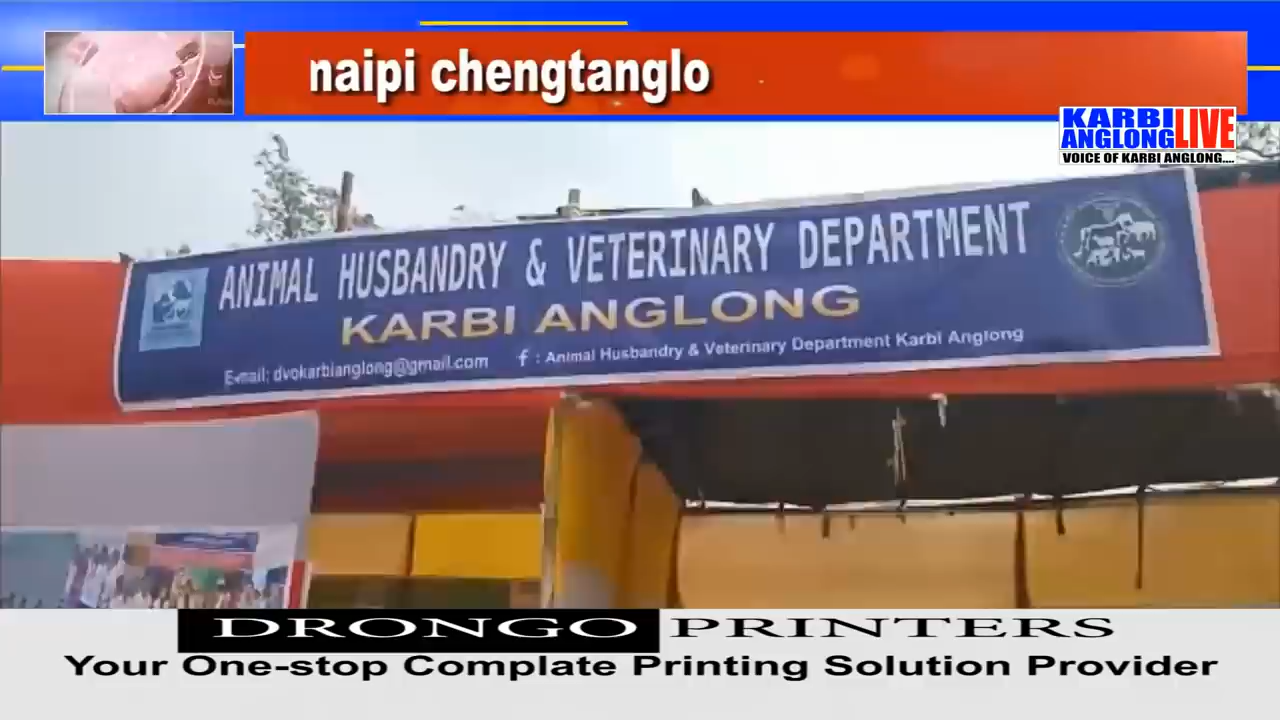 naipi chengtanglo
KARBI
ANGLONG LIVE
VOICE OF KARBI ANGLONG....
ANIMAL HUSBANDRY & VETERINARY DEPARTMENT
KARBI ANGLONG
E-mail: dvokarbianglong@gmail.com f : Animal Husbandry & Veterinary Department Karbi Anglong
DRONGO PRINTERS
Your One-stop Complate Printing Solution Provider